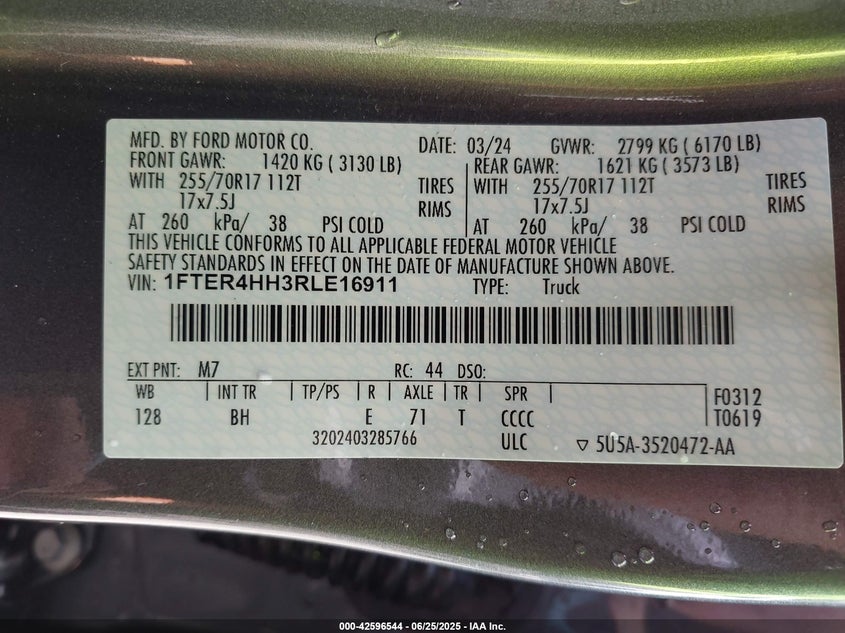 MFD. BY FORD MOTOR CO. DATE: 03/24 GVWR: 2799 KG ( 6170 LB)
FRONT GAWR: 1420 KG ( 3130 LB) REAR GAWR: 1621 KG ( 3573 LB)
WITH 255/70R17 112T TIRES WITH 255/70R17 112T TIRES
17x7.5J RIMS 17x7.5J RIMS
AT 260 kPa/ 38 PSI COLD AT 260 kPa/ 38 PSI COLD
THIS VEHICLE CONFORMS TO ALL APPLICABLE FEDERAL MOTOR VEHICLE
SAFETY STANDARDS IN EFFECT ON THE DATE OF MANUFACTURE SHOWN ABOVE.
VIN: 1FTER4HH3RLE16911 TYPE: Truck
EXT PNT: M7 RC: 44 DSO:
WB INT TR TP/PS R AXLE TR SPR F0312
128 BH E 71 T CCCC T0619
3202403285766 ULC ▽ 5U5A-3520472-AA
000-42596544 / 06/25/2025 - IAA Inc.